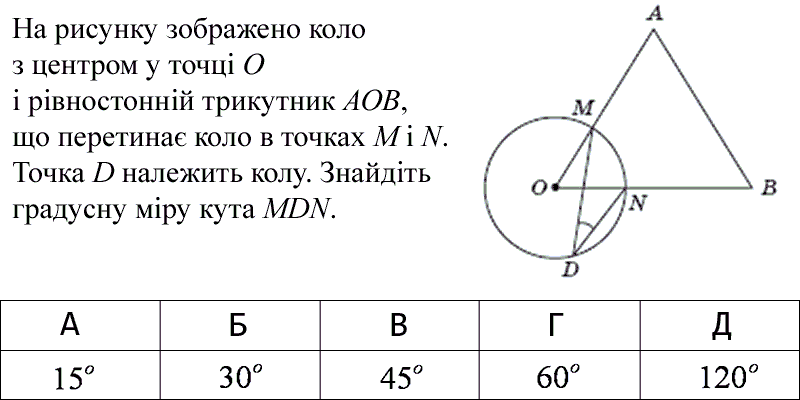 На рисунку зображено коло
з центром у точці O
і рівностонній трикутник AOB,
що перетинає коло в точках M і N.
Точка D належить колу. Знайдіть
градусну міру кута MDN.
A
M
O
N
B
D
А Б В Г Д
15° 30° 45° 60° 120°